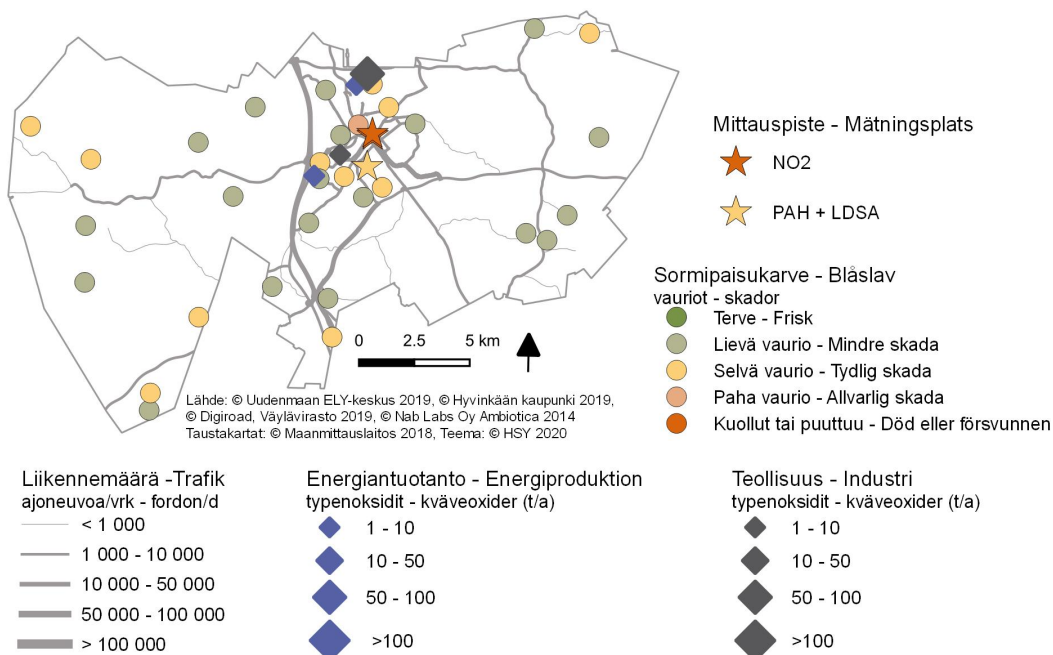 Mittauspiste - Mätningsplats
NO2
PAH + LDSA
Sormipaisukarve - Blåslav
vauriot - skador
Terve - Frisk
Lievä vaurio - Mindre skada
Selvä vaurio - Tydlig skada
Paha vaurio - Allvarlig skada
Kuollut tai puuttuu - Död eller försvunnen
0 2.5 5 km
Lähde: © Uudenmaan ELY-keskus 2019, © Hyvinkään kaupunki 2019,
© Digiroad, Väylävirasto 2019, © Nab Labs Oy Ambiotica 2014
Taustakartat: © Maanmittauslaitos 2018, Teema: © HSY 2020
Liikennemäärä -Trafik
ajoneuvoa/vrk - fordon/d
< 1 000
1 000 - 10 000
10 000 - 50 000
50 000 - 100 000
> 100 000
Energiantuotanto - Energiproduktion
typenoksidit - kväveoxider (t/a)
1 - 10
10 - 50
50 - 100
>100
Teollisuus - Industri
typenoksidit - kväveoxider (t/a)
1 - 10
10 - 50
50 - 100
>100